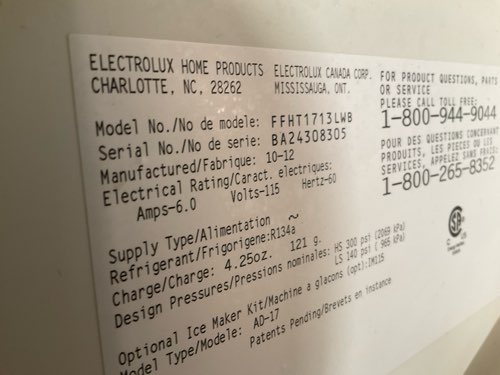 ELECTROLUX HOME PRODUCTS
CHARLOTTE, NC, 28262
ELECTROLUX CANADA CORP.
MISSISSAUGA, ONT.
FOR PRODUCT QUESTIONS, PARTS
OR SERVICE
PLEASE CALL TOLL FREE:
1-800-944-9044
POUR DES QUESTIONS CONCERNANT
PRODUITS, LES PIECES OU LES
SERVICES, APPELEZ SANS FRAIS:
1-800-265-8352
Model No./No de modele: FFHT1713LWB
Serial No./No de serie: BA24308305
Manufactured/Fabrique: 10-12
Electrical Rating/Caract. electriques:
Amps-6.0 Volts-115 Hertz-60
Supply Type/Alimentation ~
Refrigerant/Frigorigene:R134a
Charge/Charge: 4.25oz. 121 g.
Design Pressures/Pressions nominales: HS 300 psi (2069 kPa)
LS 140 psi ( 965 kPa)
Optional Ice Maker Kit/Machine a glacons (opt):IM115
Model Type/Modele: AD-17
Patents Pending/Brevets en instance